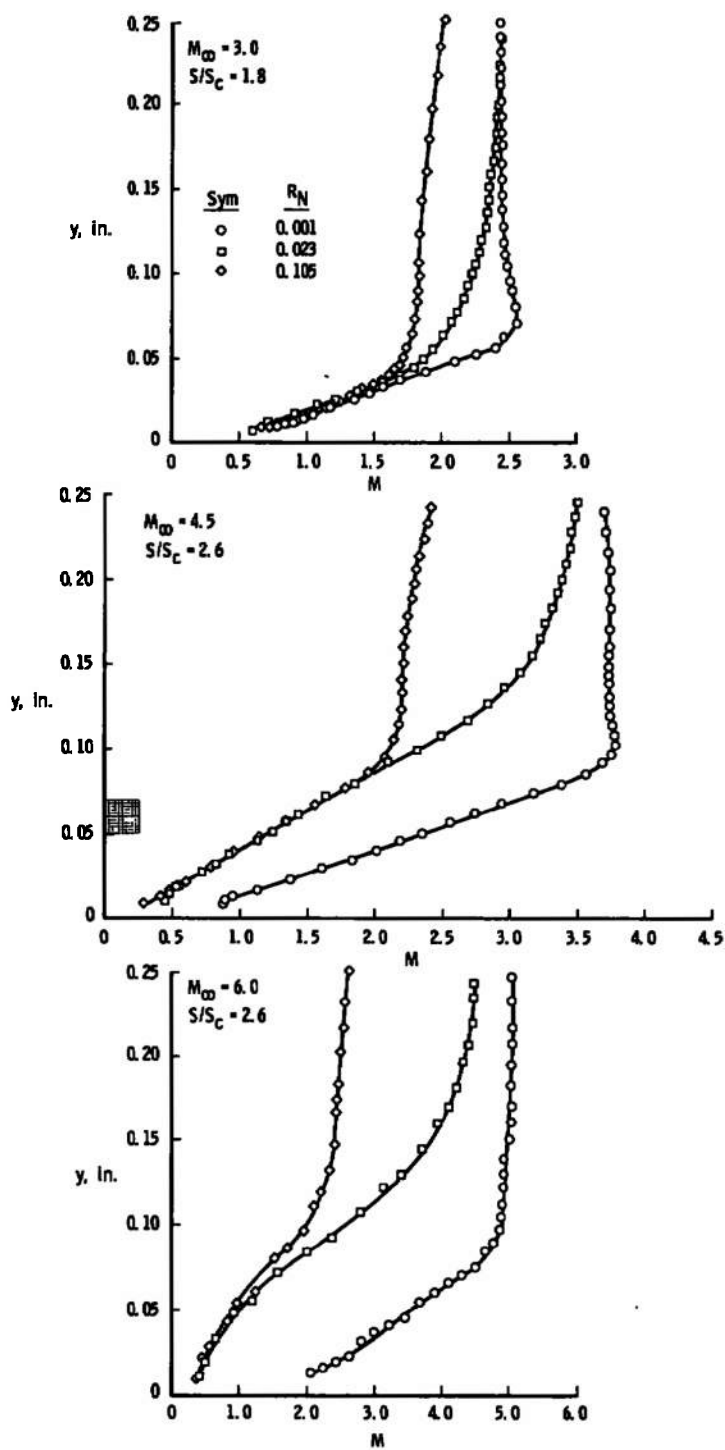 0.25
M∞ = 3.0
S/Sc = 1.8
0.20
0.15
Sym RN
y, in.
○ 0.001
□ 0.023
◇ 0.105
0.10
0.05
0
0 0.5 1.0 1.5 2.0 2.5 3.0
M
0.25
M∞ = 4.5
S/Sc = 2.6
0.20
0.15
y, in.
0.10
0.05
0
0 0.5 1.0 1.5 2.0 2.5 3.0 3.5 4.0 4.5
M
0.25
M∞ = 6.0
S/Sc = 2.6
0.20
0.15
y, in.
0.10
0.05
0
0 1.0 2.0 3.0 4.0 5.0 6.0
M